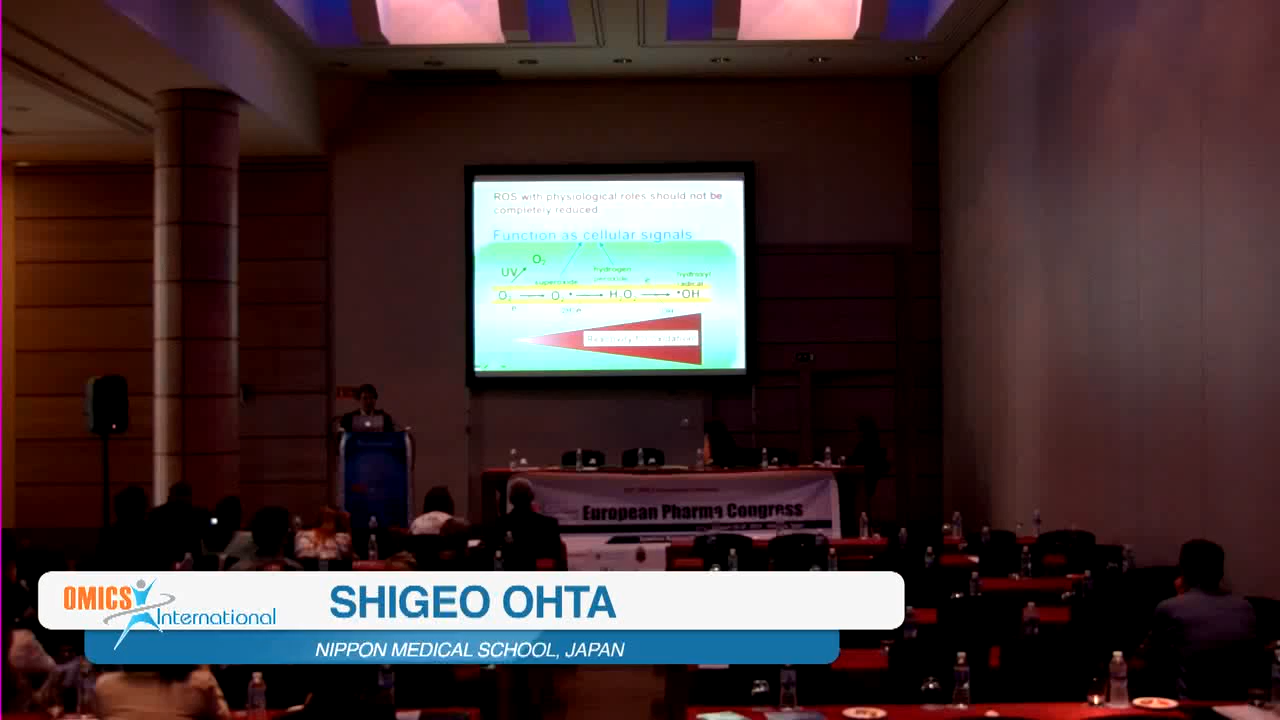 ROS with physiological roles should not be
completely reduced
Function as cellular signals
UV
O2
superoxide
hydrogen
peroxide
hydroxyl
radical
O2
H2O2
•OH
European Pharma Congress
OMICS International
SHIGEO OHTA
NIPPON MEDICAL SCHOOL, JAPAN